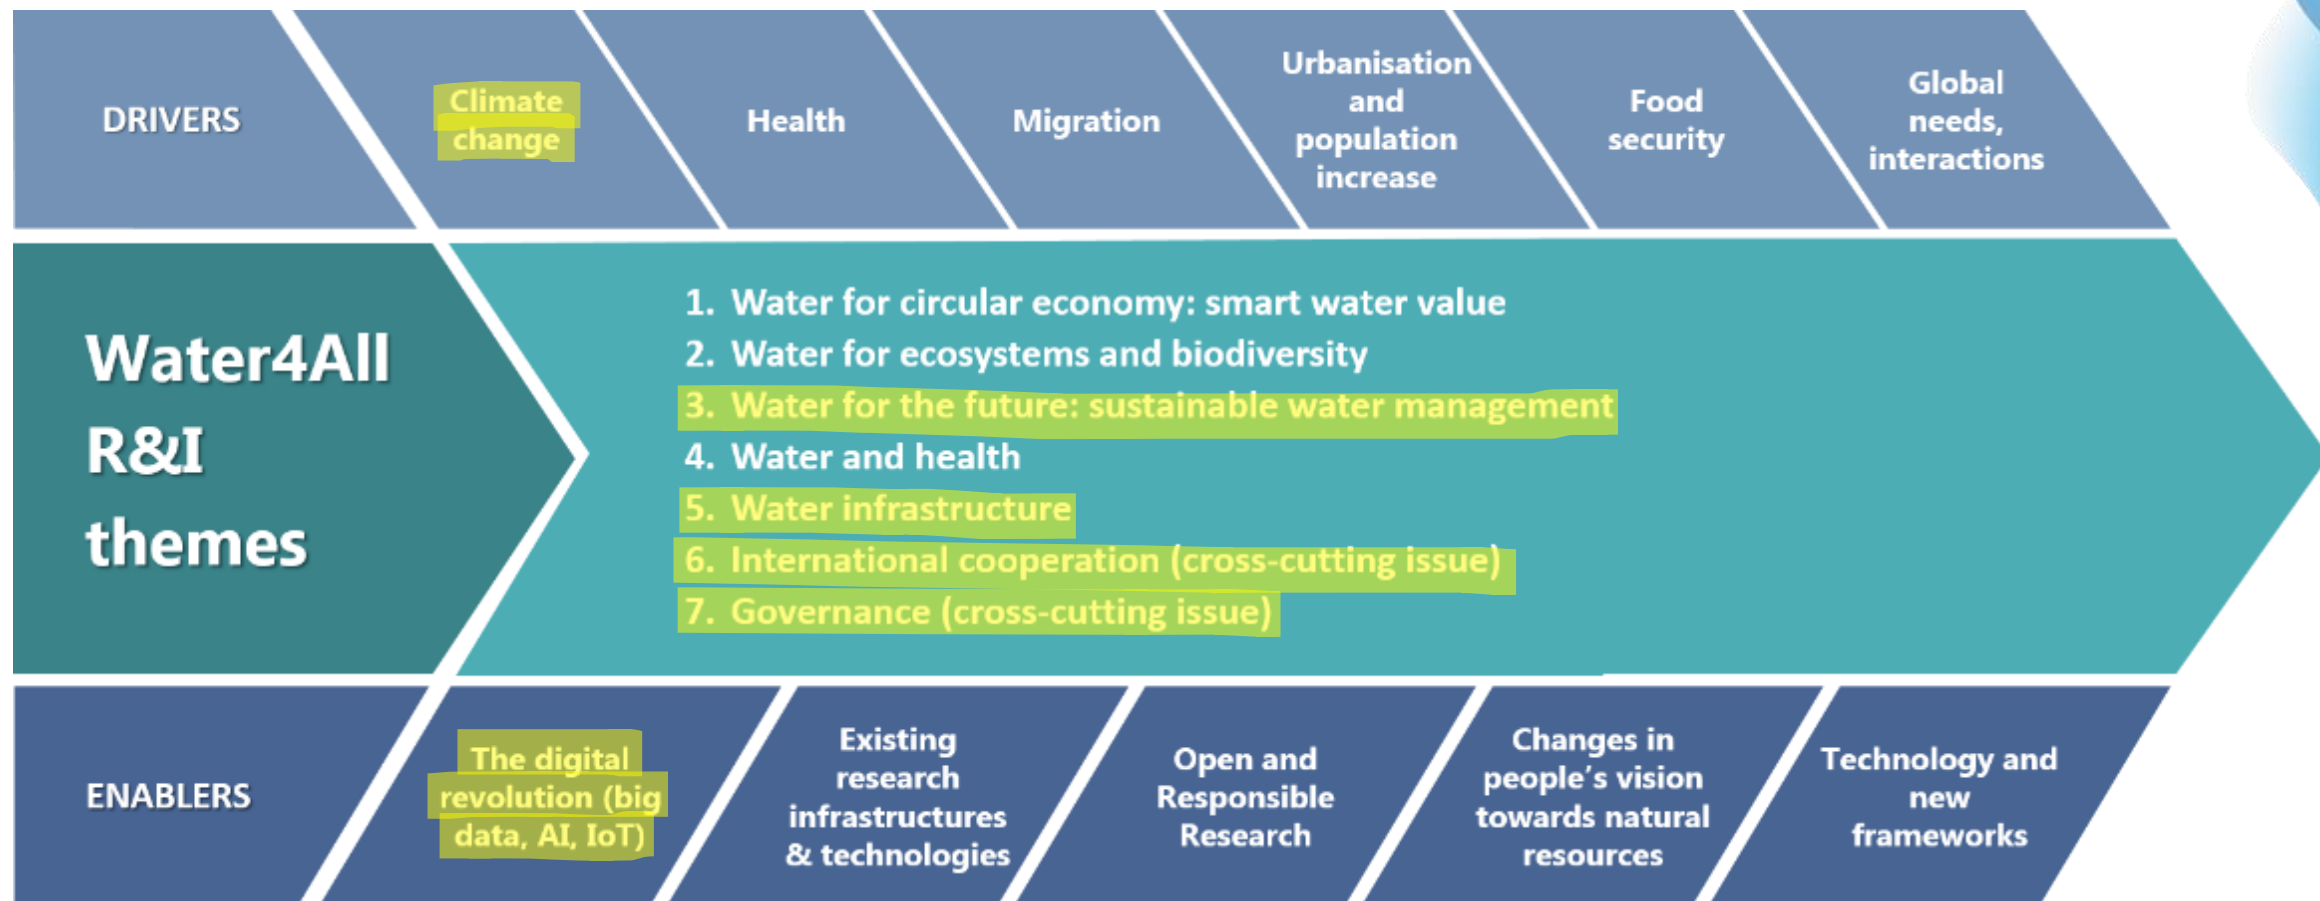 DRIVERS
Climate
change
Health
Migration
Urbanisation
and
population
increase
Food
security
Global
needs,
interactions
Water4All
R&I
themes
1. Water for circular economy: smart water value
2. Water for ecosystems and biodiversity
3. Water for the future: sustainable water management
4. Water and health
5. Water infrastructure
6. International cooperation (cross-cutting issue)
7. Governance (cross-cutting issue)
ENABLERS
The digital
revolution (big
data, AI, IoT)
Existing
research
infrastructures
& technologies
Open and
Responsible
Research
Changes in
people's vision
towards natural
resources
Technology and
new
frameworks